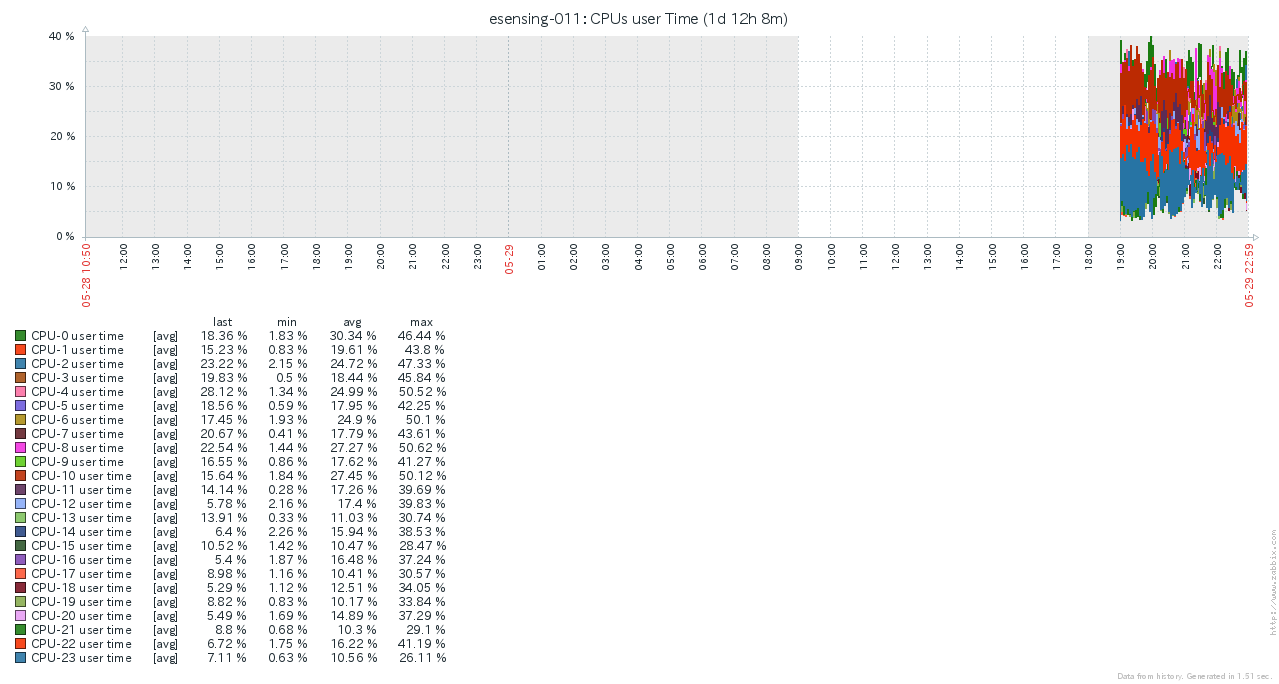 esensing-011: CPUs user Time (1d 12h 8m)
40 %
30 %
20 %
10 %
0 %
05-28 10:50 12:00 13:00 14:00 15:00 16:00 17:00 18:00 19:00 20:00 21:00 22:00 23:00 05-29 01:00 02:00 03:00 04:00 05:00 06:00 07:00 08:00 09:00 10:00 11:00 12:00 13:00 14:00 15:00 16:00 17:00 18:00 19:00 20:00 21:00 22:00 05-29 22:59
last min avg max
CPU-0 user time [avg] 18.36 % 1.83 % 30.34 % 46.44 %
CPU-1 user time [avg] 15.23 % 0.83 % 19.61 % 43.8 %
CPU-2 user time [avg] 23.22 % 2.15 % 24.72 % 47.33 %
CPU-3 user time [avg] 19.83 % 0.5 % 18.44 % 45.84 %
CPU-4 user time [avg] 28.12 % 1.34 % 24.99 % 50.52 %
CPU-5 user time [avg] 18.56 % 0.59 % 17.95 % 42.25 %
CPU-6 user time [avg] 17.45 % 1.93 % 24.9 % 50.1 %
CPU-7 user time [avg] 20.67 % 0.41 % 17.79 % 43.61 %
CPU-8 user time [avg] 22.54 % 1.44 % 27.27 % 50.62 %
CPU-9 user time [avg] 16.55 % 0.86 % 17.62 % 41.27 %
CPU-10 user time [avg] 15.64 % 1.84 % 27.45 % 50.12 %
CPU-11 user time [avg] 14.14 % 0.28 % 17.26 % 39.69 %
CPU-12 user time [avg] 5.78 % 2.16 % 17.4 % 39.83 %
CPU-13 user time [avg] 13.91 % 0.33 % 11.03 % 30.74 %
CPU-14 user time [avg] 6.4 % 2.26 % 15.94 % 38.53 %
CPU-15 user time [avg] 10.52 % 1.42 % 10.47 % 28.47 %
CPU-16 user time [avg] 5.4 % 1.87 % 16.48 % 37.24 %
CPU-17 user time [avg] 8.98 % 1.16 % 10.41 % 30.57 %
CPU-18 user time [avg] 5.29 % 1.12 % 12.51 % 34.05 %
CPU-19 user time [avg] 8.82 % 0.83 % 10.17 % 33.84 %
CPU-20 user time [avg] 5.49 % 1.69 % 14.89 % 37.29 %
CPU-21 user time [avg] 8.8 % 0.68 % 10.3 % 29.1 %
CPU-22 user time [avg] 6.72 % 1.75 % 16.22 % 41.19 %
CPU-23 user time [avg] 7.11 % 0.63 % 10.56 % 26.11 %
http://www.zabbix.com
Data from history. Generated in 1.51 sec.